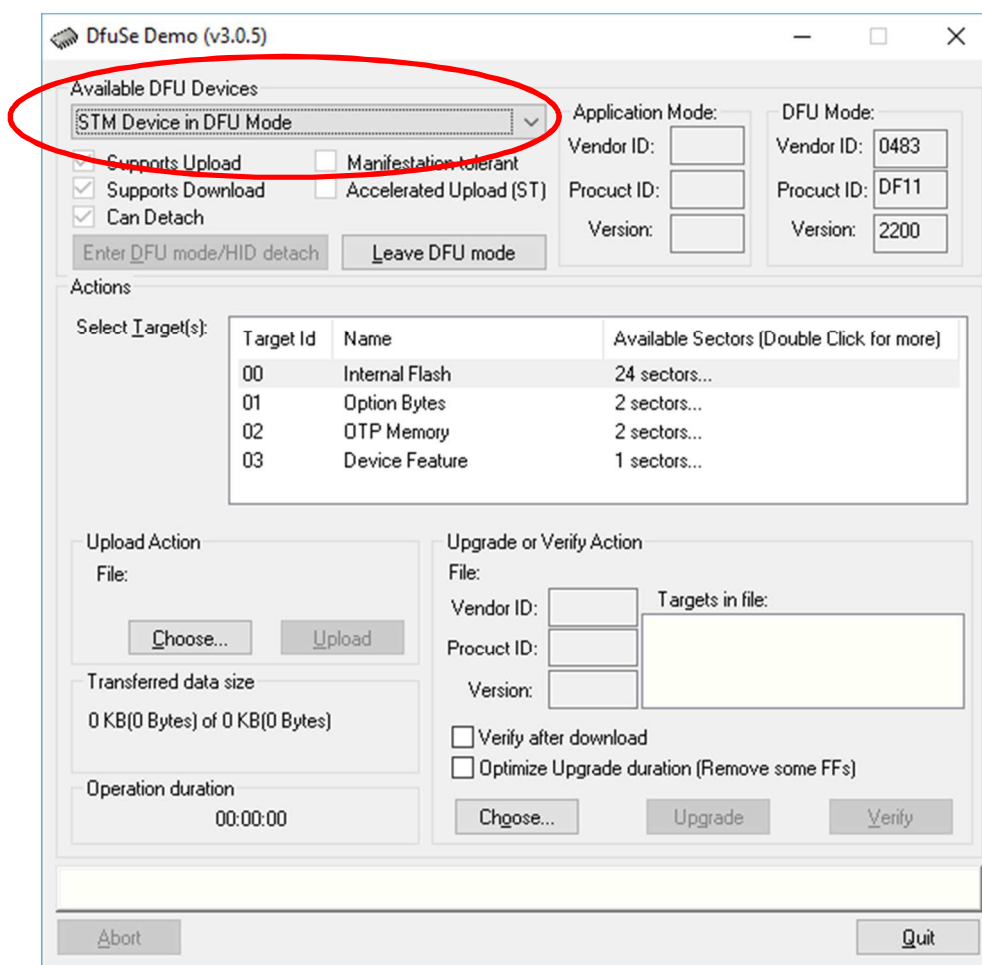 DfuSe Demo (v3.0.5)
Available DFU Devices
STM Device in DFU Mode
Supports Upload
Manifestation tolerant
Supports Download
Accelerated Upload (ST)
Can Detach
Enter DFU mode/HID detach
Leave DFU mode
Application Mode:
Vendor ID:
Procuct ID:
Version:
DFU Mode:
Vendor ID: 0483
Procuct ID: DF11
Version: 2200
Actions
Select Target(s):
Target Id Name Available Sectors (Double Click for more)
00 Internal Flash 24 sectors...
01 Option Bytes 2 sectors...
02 OTP Memory 2 sectors...
03 Device Feature 1 sectors...
Upload Action
File:
Choose... Upload
Transferred data size
0 KB(0 Bytes) of 0 KB(0 Bytes)
Operation duration
00:00:00
Upgrade or Verify Action
File:
Vendor ID:
Procuct ID:
Version:
Targets in file:
Verify after download
Optimize Upgrade duration (Remove some FFs)
Choose... Upgrade Verify
Abort Quit